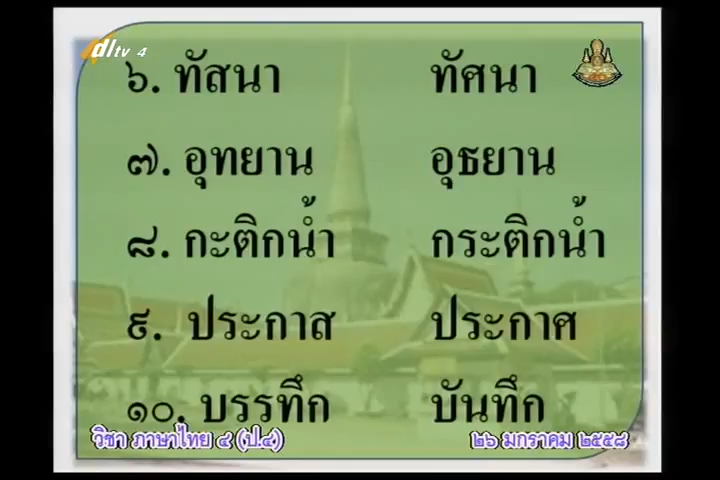 dltv 4
๖. ทัสนา ทัศนา
๗. อุทยาน อุธยาน
๘. กะติกน้ำ กระติกน้ำ
๙. ประกาส ประกาศ
๑๐. บรรทึก บันทึก
วิชา ภาษาไทย ๔ (ป.๔) ๒๖ มกราคม ๒๕๕๘